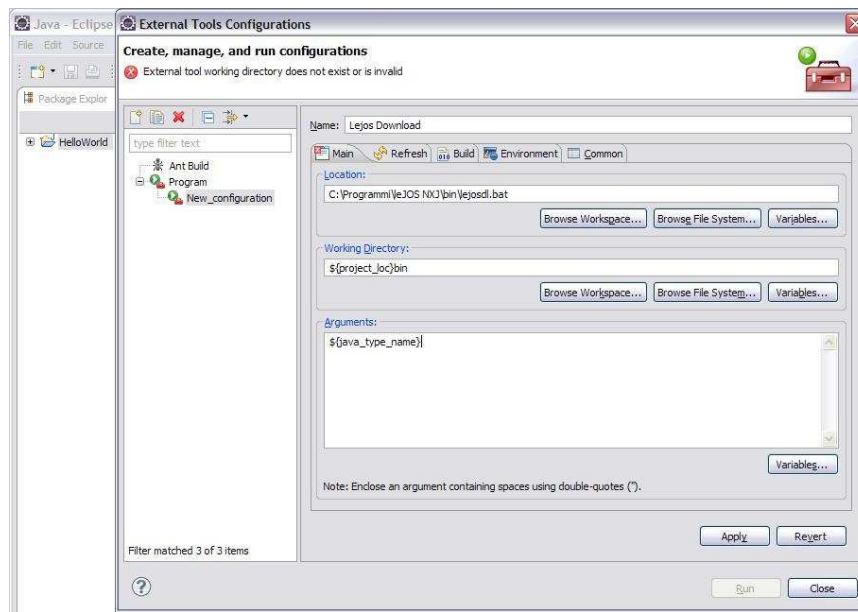 Java - Eclipse
External Tools Configurations
File Edit Source
Create, manage, and run configurations
External tool working directory does not exist or is invalid
Package Explor
HelloWorld
type filter text
Ant Build
Program
New_configuration
Filter matched 3 of 3 items
Name: Lejos Download
Main Refresh Build Environment Common
Location:
C:\Programmi\leJOS NXJ\bin\lejosdl.bat
Browse Workspace... Browse File System... Variables...
Working Directory:
${project_loc}bin
Browse Workspace... Browse File System... Variables...
Arguments:
${java_type_name}
Variables...
Note: Enclose an argument containing spaces using double-quotes (").
Apply Revert
Run Close